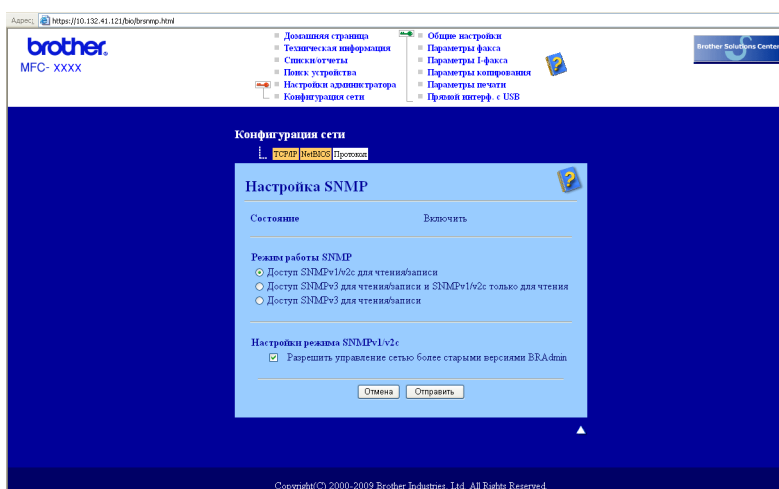 Адрес: https://10.132.41.121/bio/brsnmp.html
brother.
MFC- XXXX
Домашняя страница
Техническая информация
Списки/отчеты
Поиск устройства
Настройки администратора
Конфигурация сети
Общие настройки
Параметры факса
Параметры I-факса
Параметры копирования
Параметры печати
Прямой интерф. с USB
Brother Solutions Center
Конфигурация сети
TCP/IP NetBIOS Протокол
Настройка SNMP
Состояние Включить
Режим работы SNMP
Доступ SNMPv1/v2c для чтения/записи
Доступ SNMPv3 для чтения/записи и SNMPv1/v2c только для чтения
Доступ SNMPv3 для чтения/записи
Настройки режима SNMPv1/v2c
Разрешить управление сетью более старыми версиями BRAdmin
Отмена Отправить
Copyright(C) 2000-2009 Brother Industries, Ltd. All Rights Reserved.